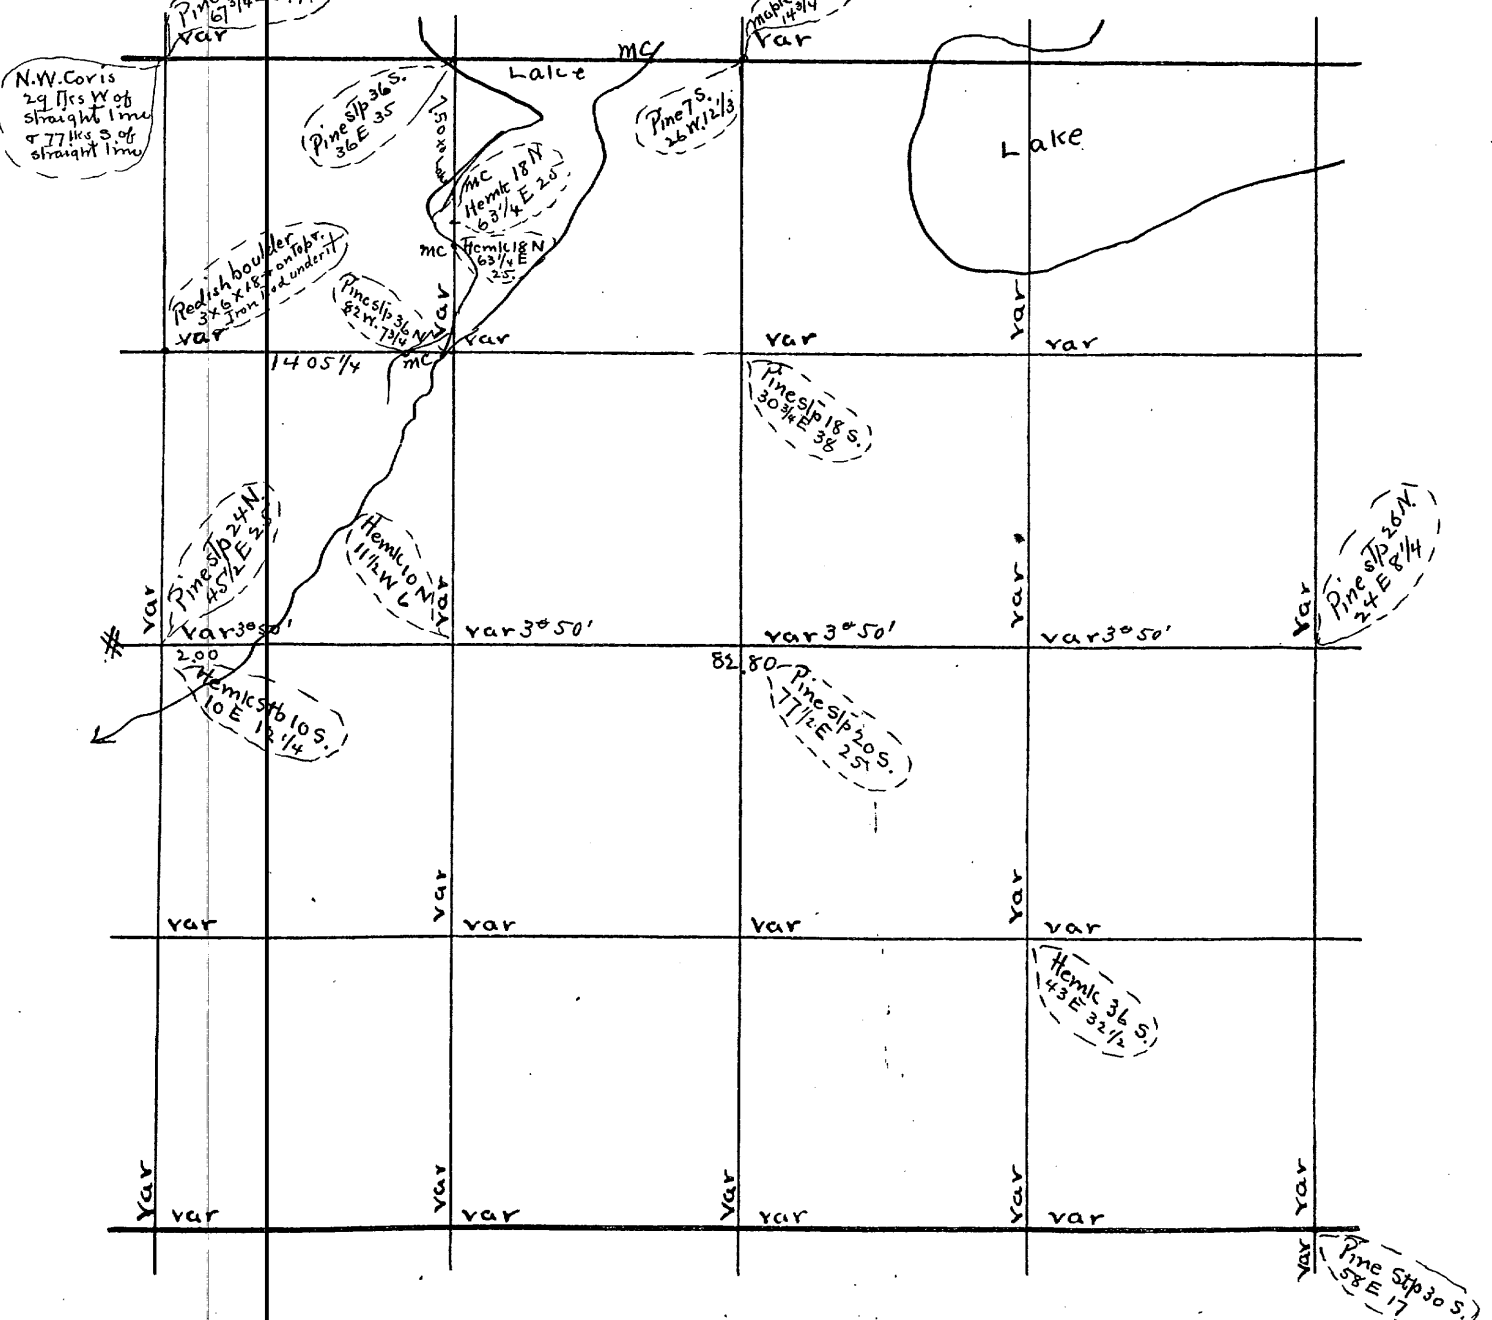 Pine
67 3/4
var
maple
14 3/4
var
N.W. Cor is
29 lks W of
straight line
& 77 lks S. of
straight line
Pine slp 36 S.
36 E 35
Lake
mc
Pine 7 S.
26 W. 12 1/3
Lake
mc
Hemk 18 N
63 1/4 E 25
mc
Hemk 18 N
63 1/4 E
25.
Redish boulder
3 x 6 x 18
Iron rod under it
Pine slp 36 N
82 W. 7 3/4
var
var
var
var
var
var
1405 1/4
mc
Pine slp 18 S.
30 3/4 E 38
Pine slp 24 N.
45 1/2 E 25
Hemk 10 N
11 1/2 W 6
Pine slp 26 N.
24 E 8 1/4
var
var
var
var
#
var 3° 50'
var 3° 50'
var 3° 50'
var 3° 50'
2.00
82.80
Hemk stb 10 S.
10 E 12 1/4
Pine slp 20 S.
77 1/2 E 25
var
var
var
var
var
var
Hemk 36 S.
43 E 32 1/2
var
var
var
var
var
var
var
var
var
var
Pine Stp 30 S.
58 E 17